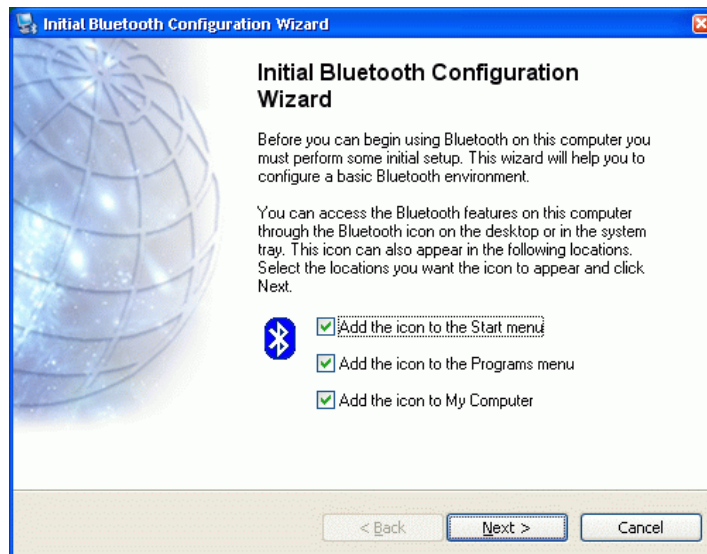 Initial Bluetooth Configuration Wizard
Initial Bluetooth Configuration
Wizard
Before you can begin using Bluetooth on this computer you
must perform some initial setup. This wizard will help you to
configure a basic Bluetooth environment.
You can access the Bluetooth features on this computer
through the Bluetooth icon on the desktop or in the system
tray. This icon can also appear in the following locations.
Select the locations you want the icon to appear and click
Next.
Add the icon to the Start menu
Add the icon to the Programs menu
Add the icon to My Computer
< Back
Next >
Cancel